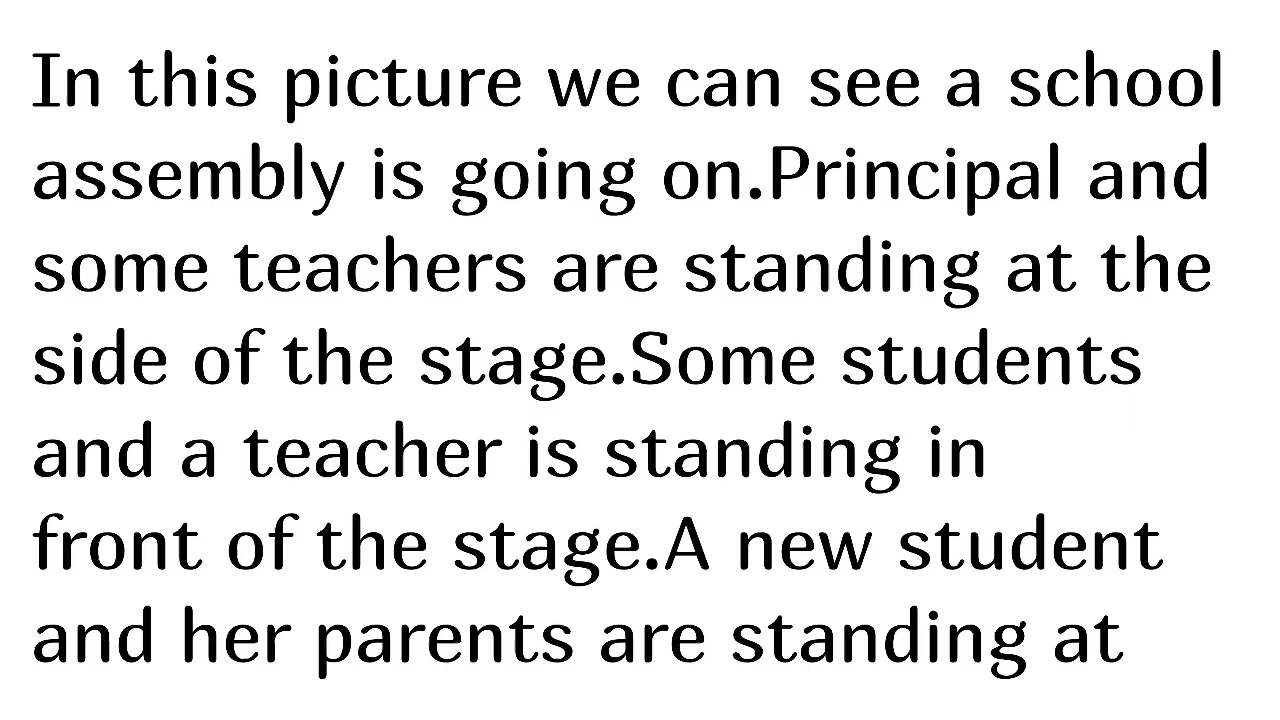 In this picture we can see a school
assembly is going on.Principal and
some teachers are standing at the
side of the stage.Some students
and a teacher is standing in
front of the stage.A new student
and her parents are standing at